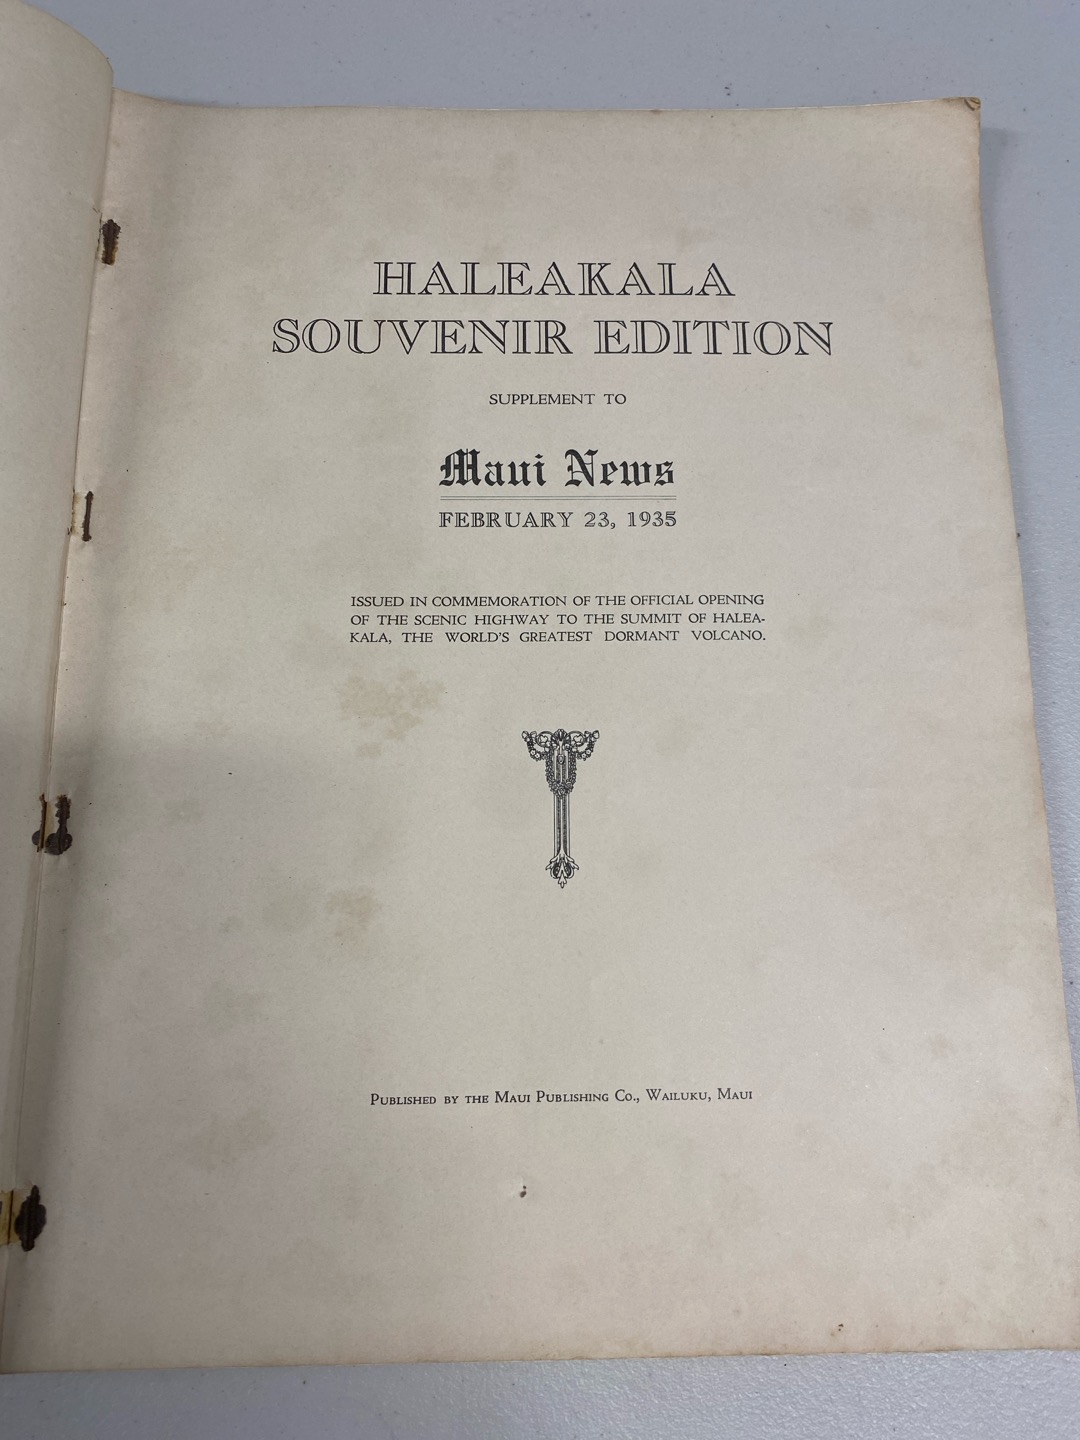 HALEAKALA
SOUVENIR EDITION
SUPPLEMENT TO
Maui News
FEBRUARY 23, 1935
ISSUED IN COMMEMORATION OF THE OFFICIAL OPENING
OF THE SCENIC HIGHWAY TO THE SUMMIT OF HALEA-
KALA, THE WORLD'S GREATEST DORMANT VOLCANO.
PUBLISHED BY THE MAUI PUBLISHING CO., WAILUKU, MAUI